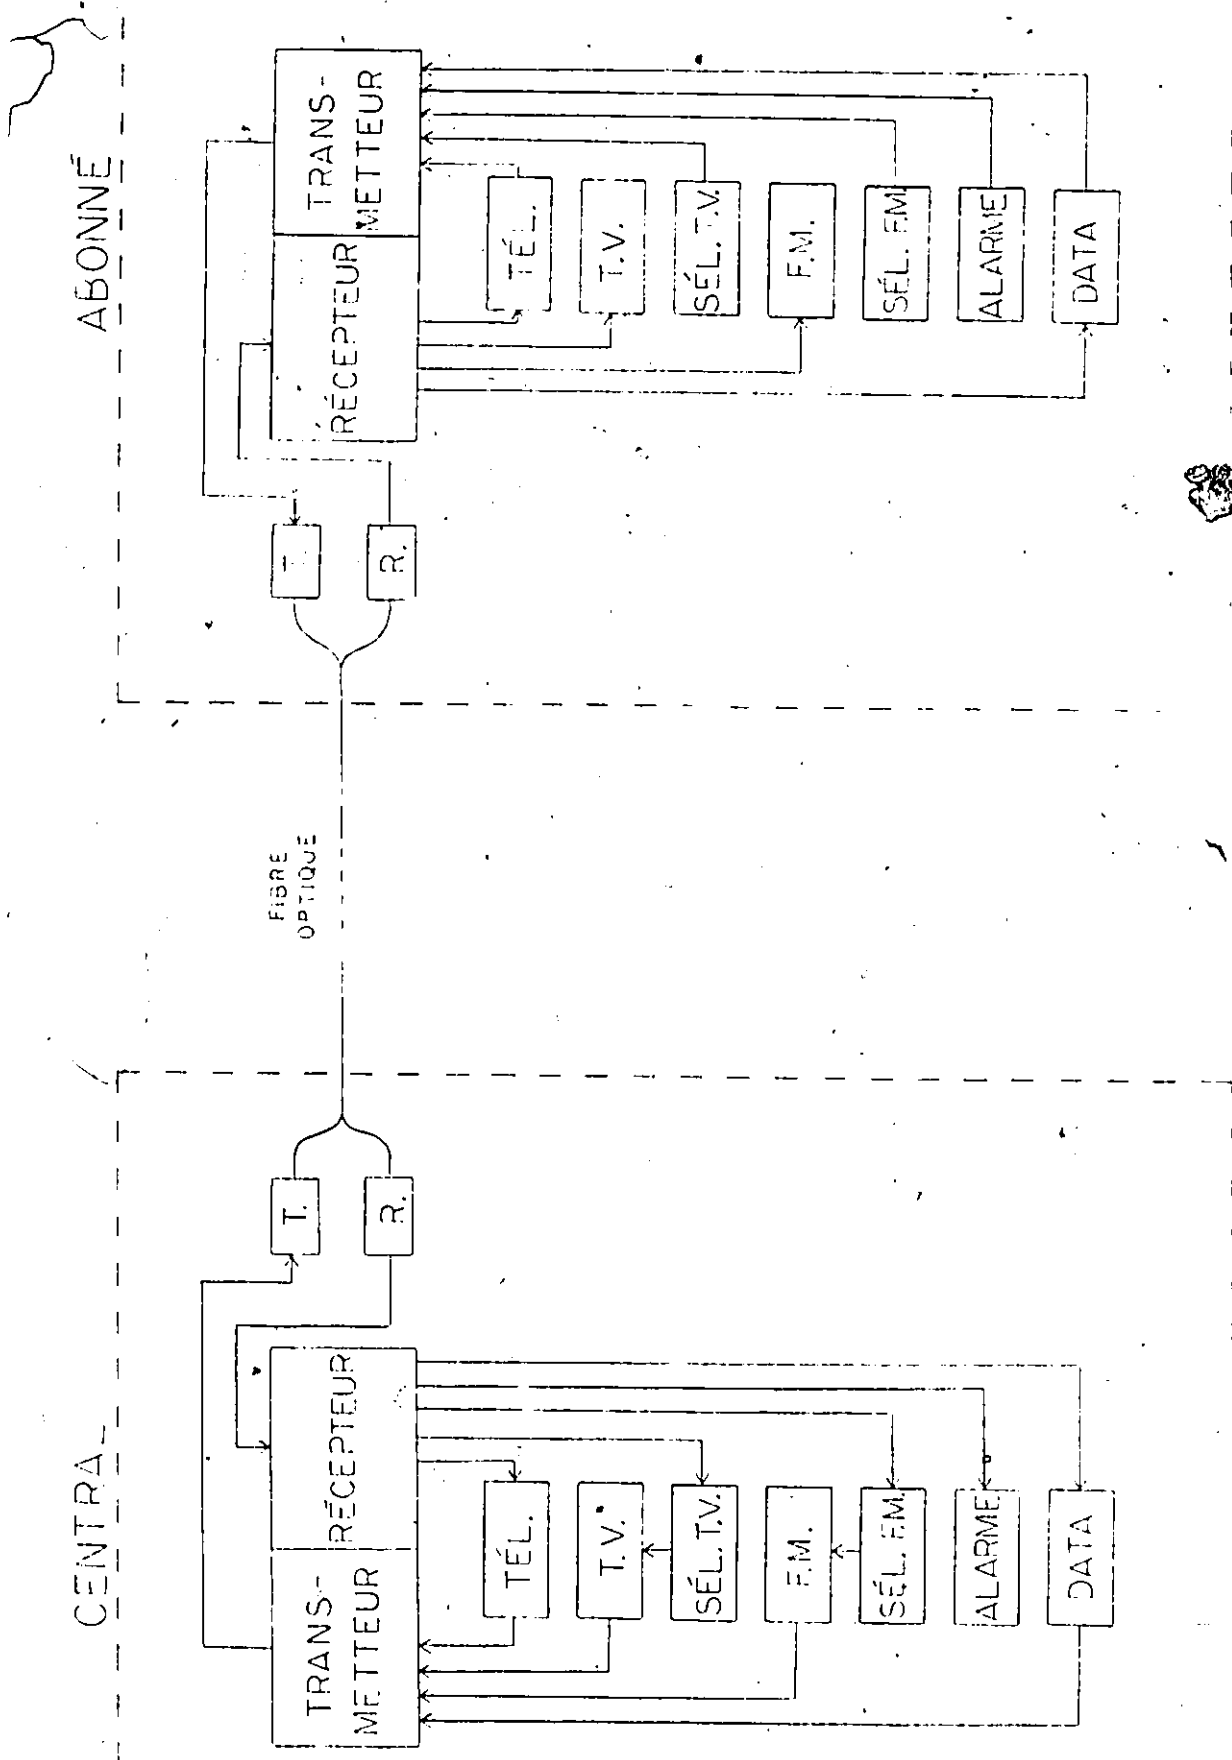 CENTRAL
TRANS-
METTEUR
RÉCEPTEUR
T.
R.
TÉL.
T.V.
SÉL. T.V.
F.M.
SÉL. F.M.
ALARME
DATA
FIBRE
OPTIQUE
ABONNÉ
T.
R.
RÉCEPTEUR
TRANS-
METTEUR
TÉL.
T.V.
SÉL. T.V.
F.M.
SÉL. F.M.
ALARME
DATA